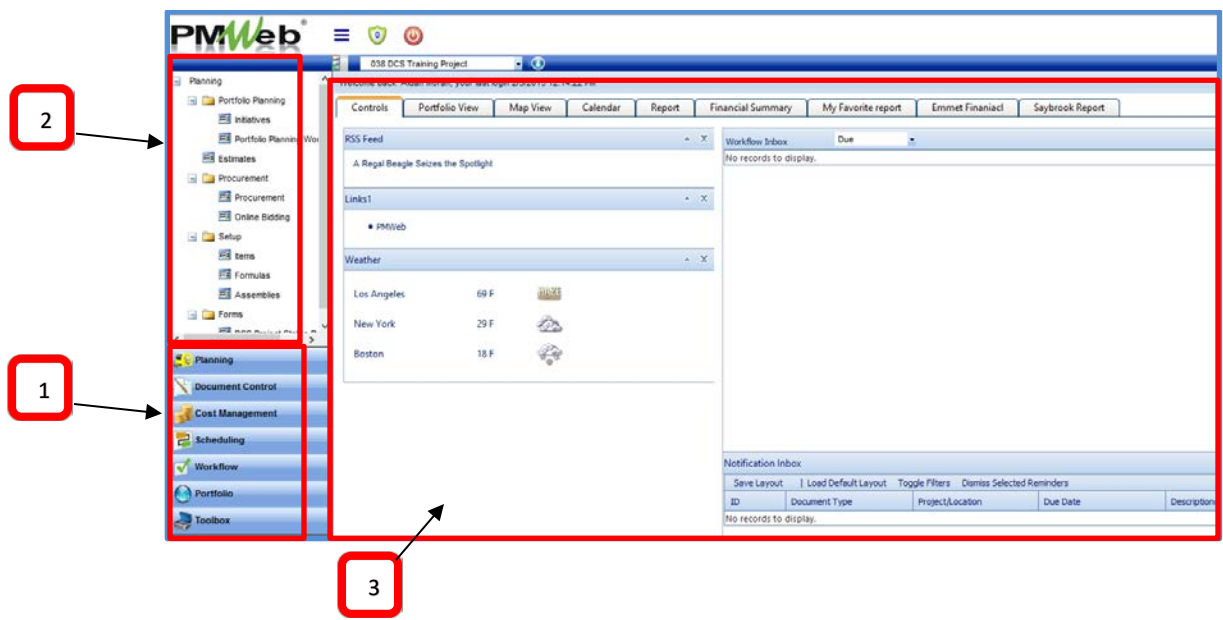 PMWeb®
038 DCS Training Project
Planning
Portfolio Planning
Initiatives
Portfolio Planning Wor
Estimates
Procurement
Procurement
Online Bidding
Setup
Items
Formulas
Assemblies
Forms
2
Planning
Document Control
Cost Management
Scheduling
Workflow
Portfolio
Toolbox
1
Controls
Portfolio View
Map View
Calendar
Report
Financial Summary
My Favorite report
Emmet Finaniacl
Saybrook Report
RSS Feed
A Regal Beagle Seizes the Spotlight
Links1
PMWeb
Weather
Los Angeles 69 F
New York 29 F
Boston 18 F
Workflow Inbox Due
No records to display.
Notification Inbox
Save Layout | Load Default Layout Toggle Filters Dismiss Selected Reminders
ID Document Type Project/Location Due Date Description
No records to display.
3